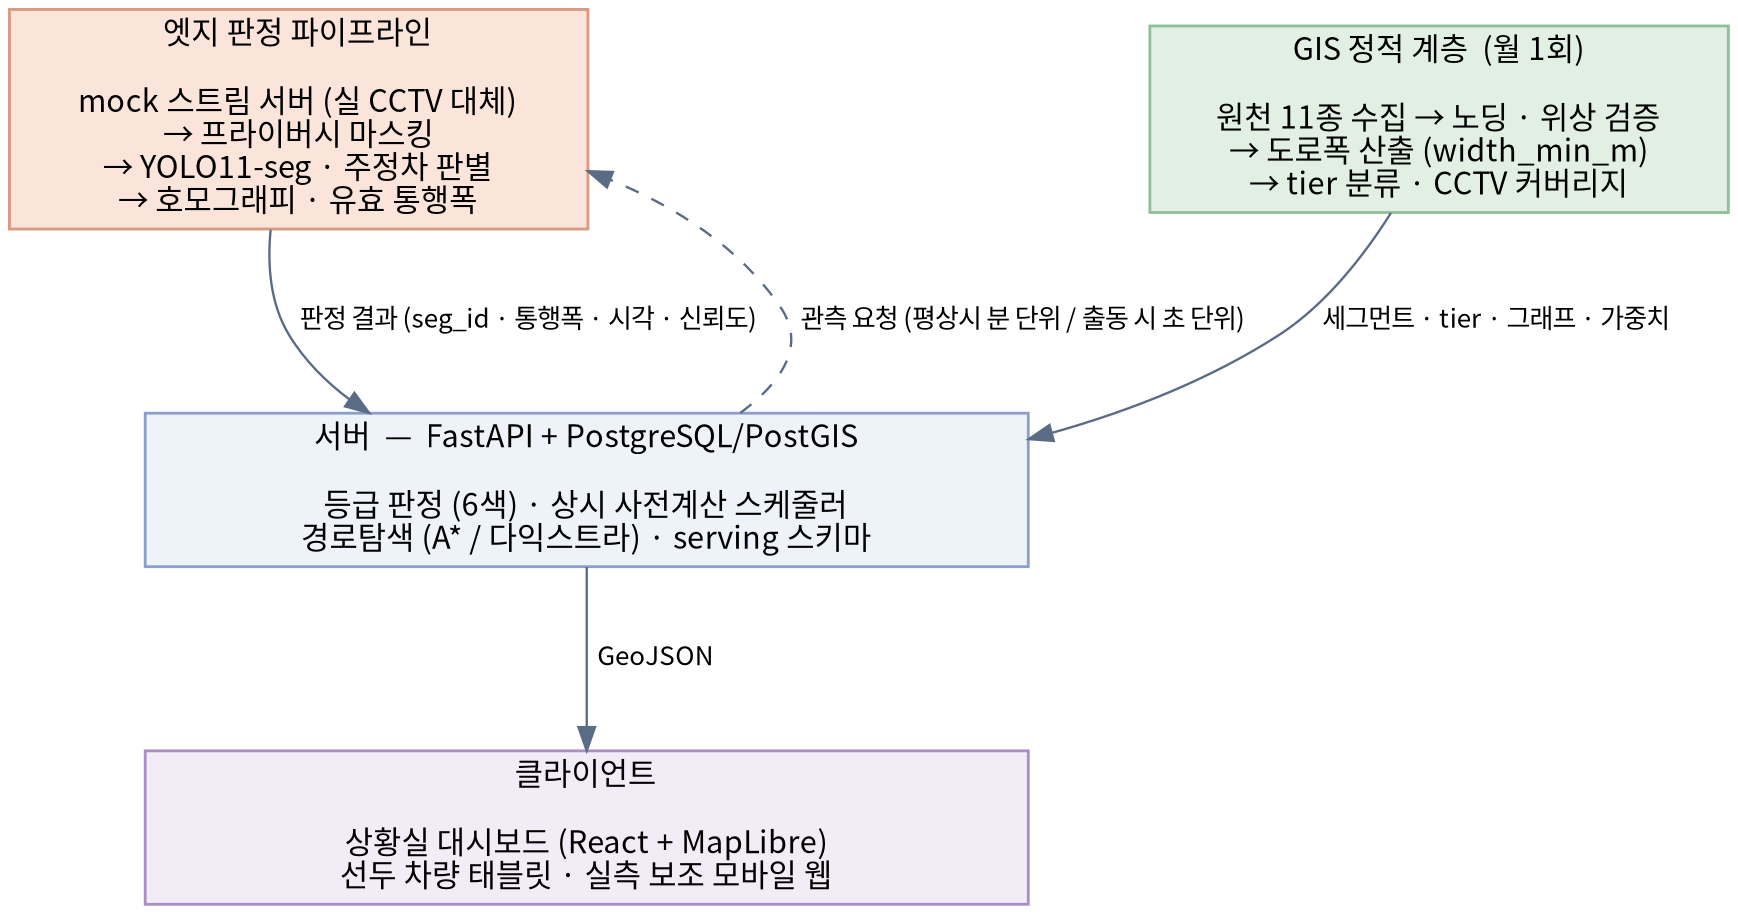 엣지 판정 파이프라인
mock 스트림 서버 (실 CCTV 대체)
→ 프라이버시 마스킹
→ YOLO11-seg · 주정차 판별
→ 호모그래피 · 유효 통행폭
GIS 정적 계층 (월 1회)
원천 11종 수집 → 노딩 · 위상 검증
→ 도로폭 산출 (width_min_m)
→ tier 분류 · CCTV 커버리지
판정 결과 (seg_id · 통행폭 · 시각 · 신뢰도)
관측 요청 (평상시 분 단위 / 출동 시 초 단위)
세그먼트 · tier · 그래프 · 가중치
서버 — FastAPI + PostgreSQL/PostGIS
등급 판정 (6색) · 상시 사전계산 스케줄러
경로탐색 (A* / 다익스트라) · serving 스키마
GeoJSON
클라이언트
상황실 대시보드 (React + MapLibre)
선두 차량 태블릿 · 실측 보조 모바일 웹